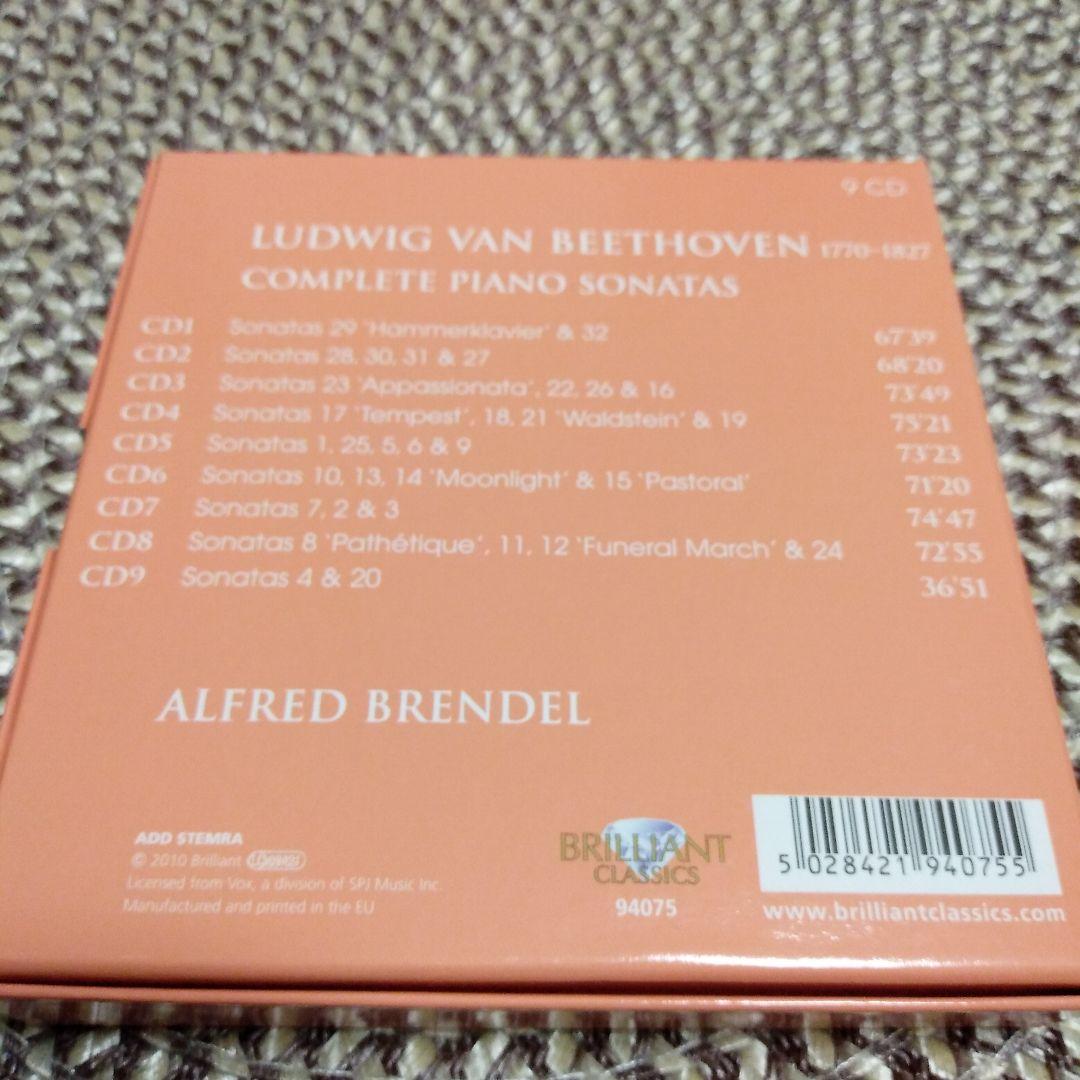 9 CD
LUDWIG VAN BEETHOVEN 1770–1827
COMPLETE PIANO SONATAS
CD1 Sonatas 29 'Hammerklavier' & 32 67'39
CD2 Sonatas 28, 30, 31 & 27 68'20
CD3 Sonatas 23 'Appassionata', 22, 26 & 16 73'49
CD4 Sonatas 17 'Tempest', 18, 21 'Waldstein' & 19 75'21
CD5 Sonatas 1, 25, 5, 6 & 9 73'23
CD6 Sonatas 10, 13, 14 'Moonlight' & 15 'Pastoral' 71'20
CD7 Sonatas 7, 2 & 3 74'47
CD8 Sonatas 8 'Pathétique', 11, 12 'Funeral March' & 24 72'55
CD9 Sonatas 4 & 20 36'51
ALFRED BRENDEL
ADD STEMRA
© 2010 Brilliant
Licensed from Vox, a division of SPJ Music Inc.
Manufactured and printed in the EU
BRILLIANT
CLASSICS
94075
5 028421 940755
www.brilliantclassics.com